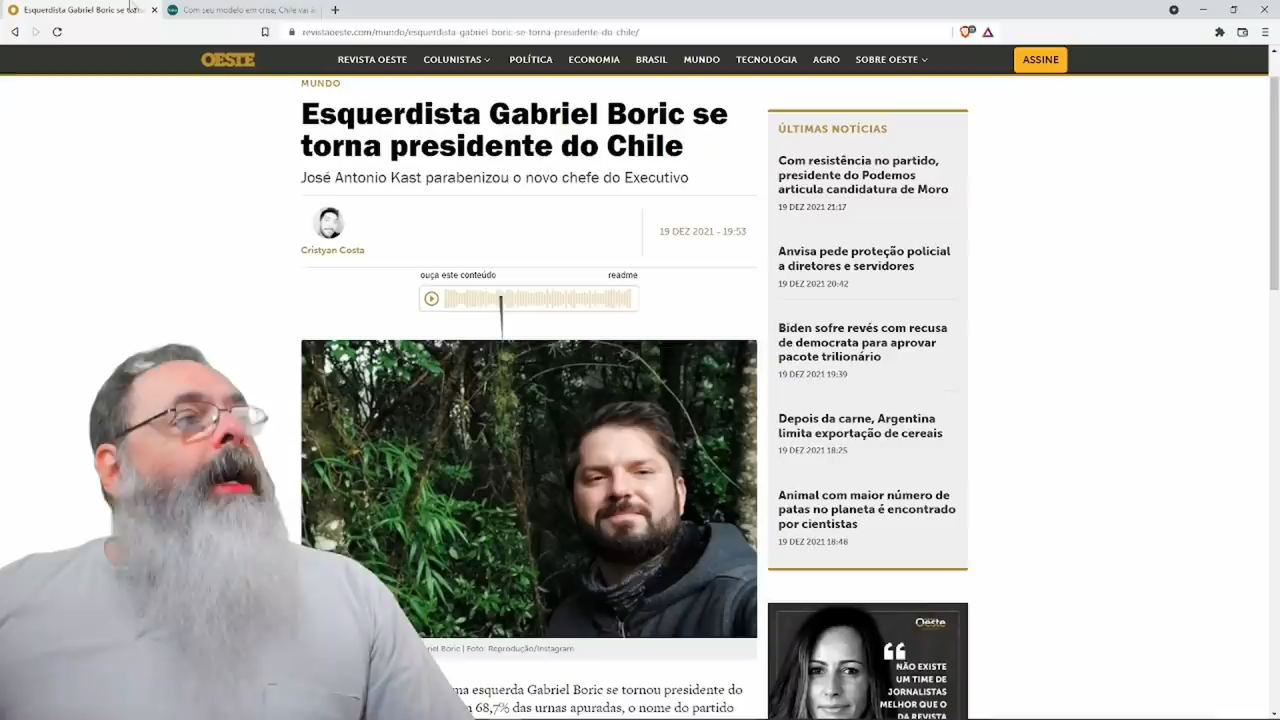 Esquerdista Gabriel Boric se
Com seu modelo em crise, Chile vai
revistaoeste.com/mundo/esquerdista-gabriel-boric-se-torna-presidente-do-chile/
OESTE
REVISTA OESTE
COLUNISTAS
POLÍTICA
ECONOMIA
BRASIL
MUNDO
TECNOLOGIA
AGRO
SOBRE OESTE
ASSINE
MUNDO
Esquerdista Gabriel Boric se
torna presidente do Chile
José Antonio Kast parabenizou o novo chefe do Executivo
Cristyan Costa
19 DEZ 2021 - 19:53
ouça este conteúdo
readme
Boric | Foto: Reprodução/Instagram
esquerda Gabriel Boric se tornou presidente do
68,7% das urnas apuradas, o nome do partido
ÚLTIMAS NOTÍCIAS
Com resistência no partido,
presidente do Podemos
articula candidatura de Moro
19 DEZ 2021 21:17
Anvisa pede proteção policial
a diretores e servidores
19 DEZ 2021 20:42
Biden sofre revés com recusa
de democrata para aprovar
pacote trilionário
19 DEZ 2021 19:39
Depois da carne, Argentina
limita exportação de cereais
19 DEZ 2021 18:25
Animal com maior número de
patas no planeta é encontrado
por cientistas
19 DEZ 2021 18:48
Oeste
NÃO EXISTE
UM TIME DE
JORNALISTAS
MELHOR QUE O
DA REVISTA